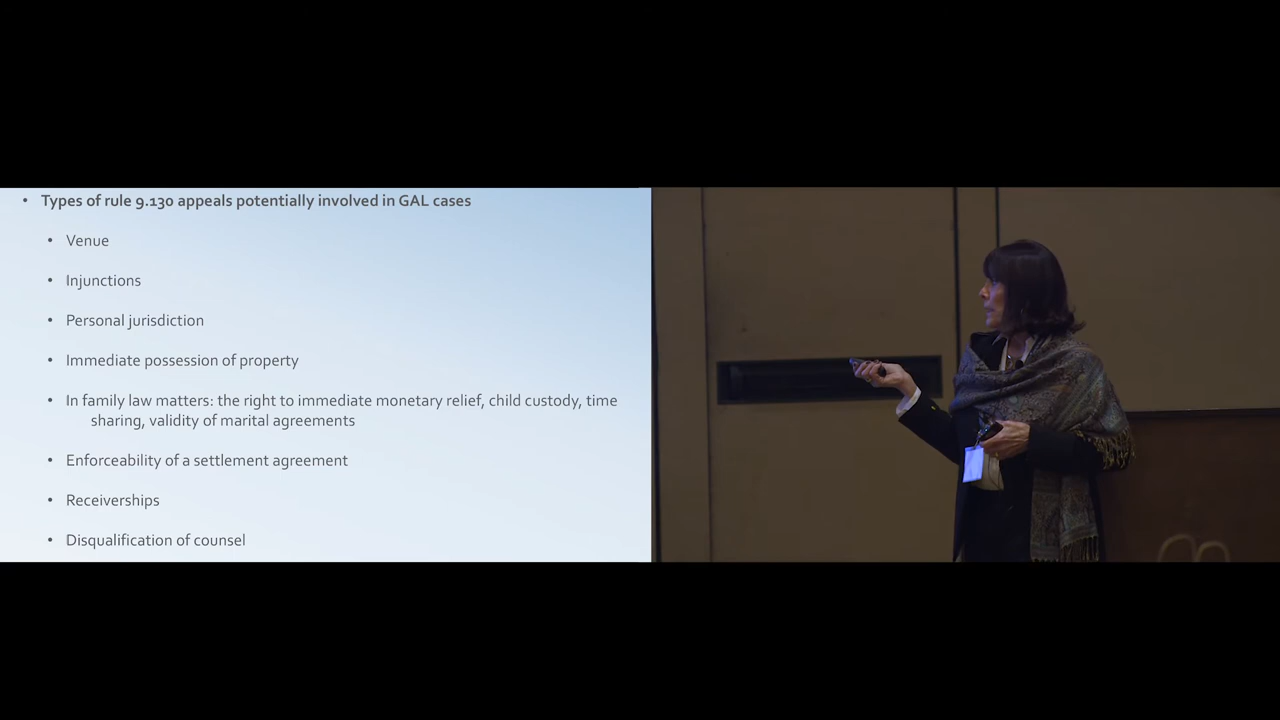 • Types of rule 9.130 appeals potentially involved in GAL cases
• Venue
• Injunctions
• Personal jurisdiction
• Immediate possession of property
• In family law matters: the right to immediate monetary relief, child custody, time
sharing, validity of marital agreements
• Enforceability of a settlement agreement
• Receiverships
• Disqualification of counsel